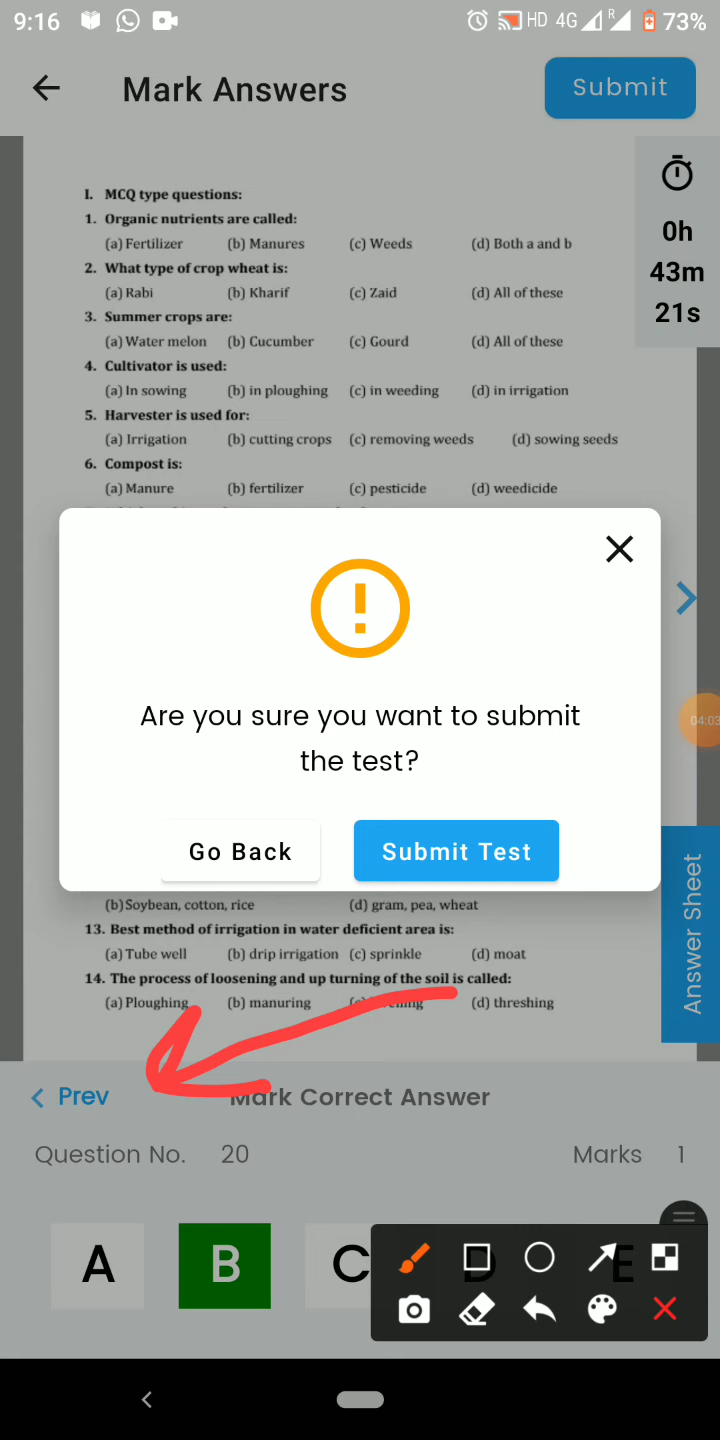 9:16 HD 4G R 73%
Mark Answers Submit
0h
43m
21s
I. MCQ type questions:
1. Organic nutrients are called:
(a) Fertilizer (b) Manures (c) Weeds (d) Both a and b
2. What type of crop wheat is:
(a) Rabi (b) Kharif (c) Zaid (d) All of these
3. Summer crops are:
(a) Water melon (b) Cucumber (c) Gourd (d) All of these
4. Cultivator is used:
(a) In sowing (b) in ploughing (c) in weeding (d) in irrigation
5. Harvester is used for:
(a) Irrigation (b) cutting crops (c) removing weeds (d) sowing seeds
6. Compost is:
(a) Manure (b) fertilizer (c) pesticide (d) weedicide
Are you sure you want to submit
the test?
04:03
Go Back Submit Test
Answer Sheet
(b) Soybean, cotton, rice (d) gram, pea, wheat
13. Best method of irrigation in water deficient area is:
(a) Tube well (b) drip irrigation (c) sprinkle (d) moat
14. The process of loosening and up turning of the soil is called:
(a) Ploughing (b) manuring (d) threshing
Prev Mark Correct Answer
Question No. 20 Marks 1
A B C D E